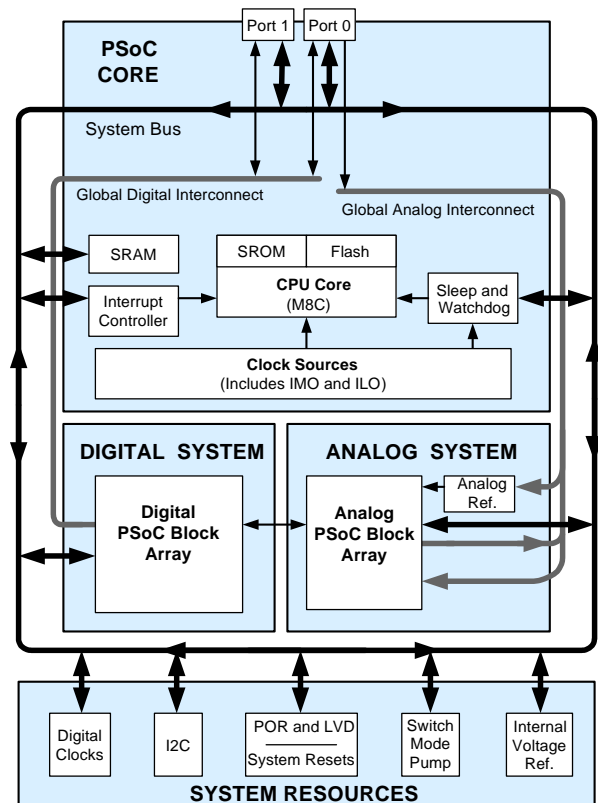 Port 1
Port 0
PSoC
CORE
System Bus
Global Digital Interconnect
Global Analog Interconnect
SRAM
SROM
Flash
CPU Core
(M8C)
Interrupt
Controller
Sleep and
Watchdog
Clock Sources
(Includes IMO and ILO)
DIGITAL SYSTEM
ANALOG SYSTEM
Digital
PSoC Block
Array
Analog
PSoC Block
Array
Analog
Ref.
Digital
Clocks
I2C
POR and LVD
System Resets
Switch
Mode
Pump
Internal
Voltage
Ref.
SYSTEM RESOURCES